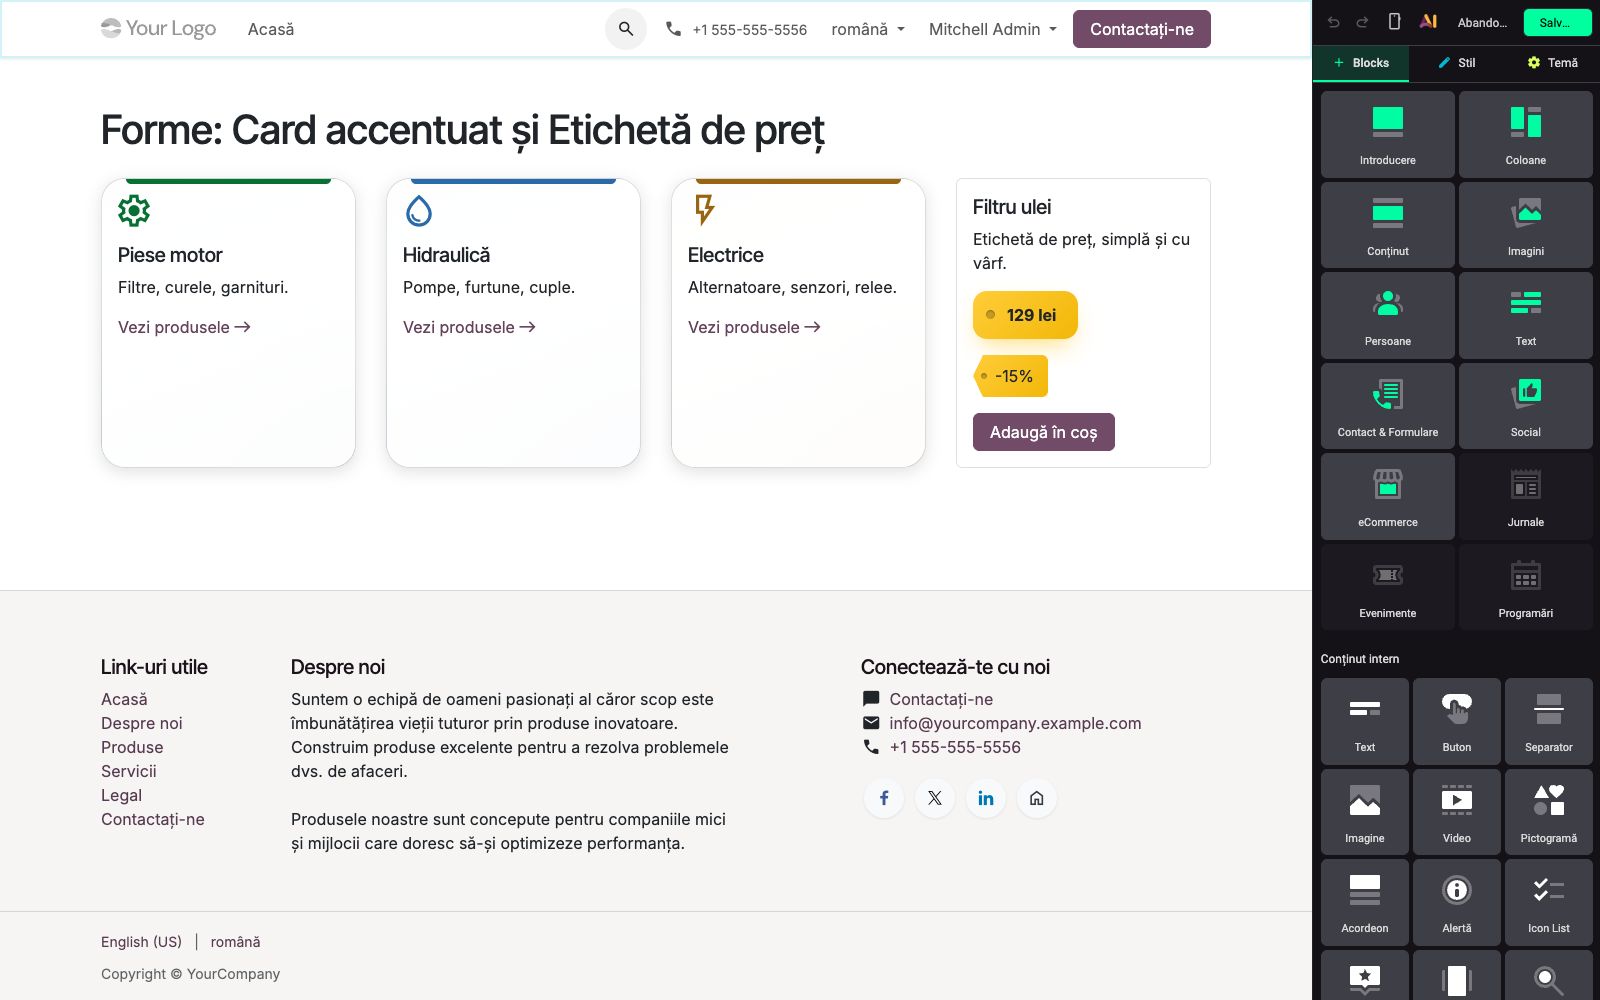 Your Logo
Acasă
+1 555-555-5556
română
Mitchell Admin
Contactați-ne
Abando...
Salv...
Blocks
Stil
Temă
Forme: Card accentuat și Etichetă de preț
Piese motor
Filtre, curele, garnituri.
Vezi produsele
Hidraulică
Pompe, furtune, cuple.
Vezi produsele
Electrice
Alternatoare, senzori, relee.
Vezi produsele
Filtru ulei
Etichetă de preț, simplă și cu
vârf.
129 lei
-15%
Adaugă în coș
Introducere
Coloane
Conținut
Imagini
Persoane
Text
Contact & Formulare
Social
eCommerce
Jurnale
Evenimente
Programări
Conținut intern
Text
Buton
Separator
Imagine
Video
Pictogramă
Acordeon
Alertă
Icon List
Link-uri utile
Acasă
Despre noi
Produse
Servicii
Legal
Contactați-ne
Despre noi
Suntem o echipă de oameni pasionați al căror scop este
îmbunătățirea vieții tuturor prin produse inovatoare.
Construim produse excelente pentru a rezolva problemele
dvs. de afaceri.
Produsele noastre sunt concepute pentru companiile mici
și mijlocii care doresc să-și optimizeze performanța.
Conectează-te cu noi
Contactați-ne
info@yourcompany.example.com
+1 555-555-5556
English (US) | română
Copyright © YourCompany